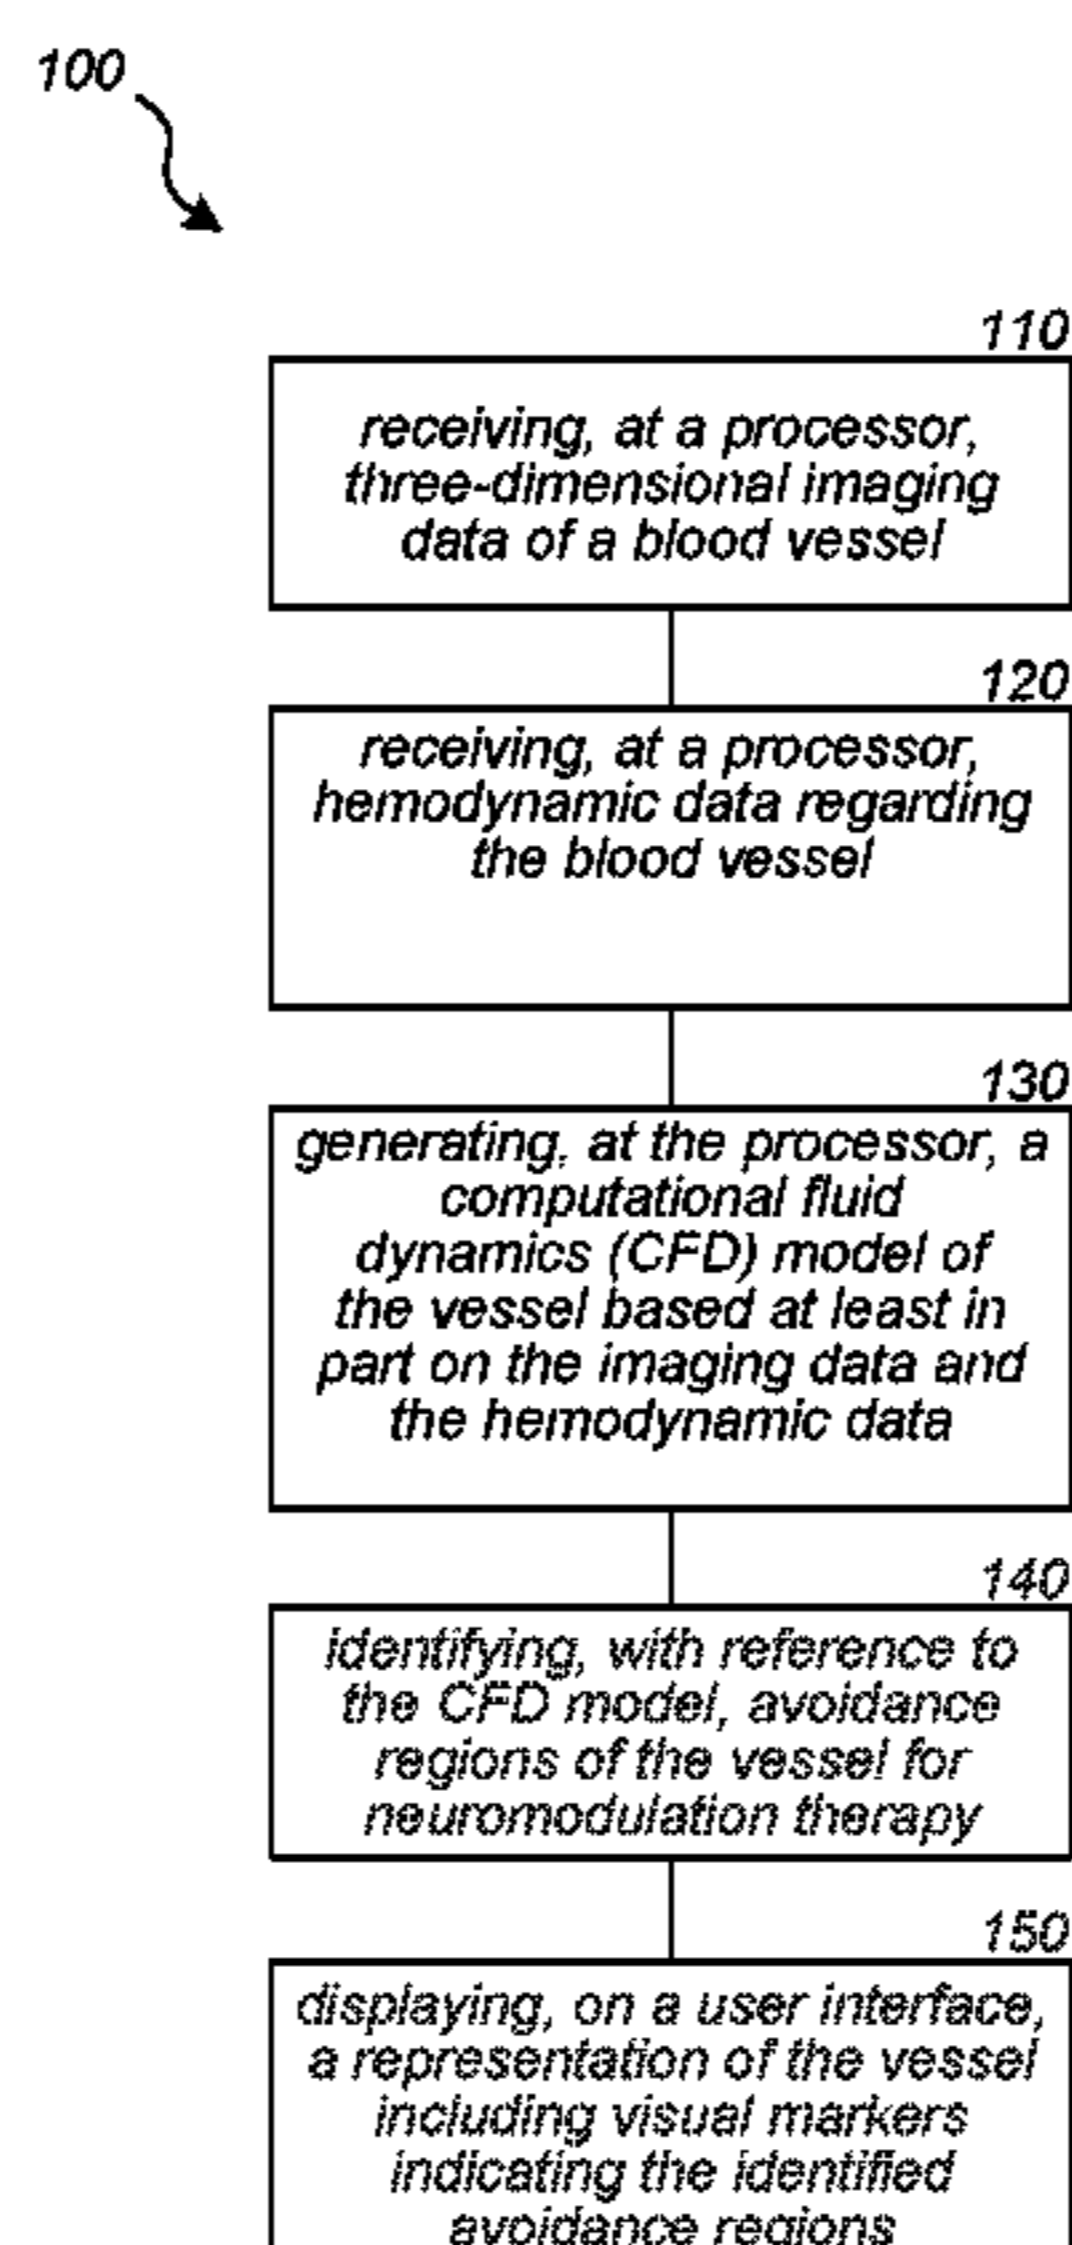 100
110
receiving, at a processor,
three-dimensional imaging
data of a blood vessel
120
receiving, at a processor,
hemodynamic data regarding
the blood vessel
130
generating, at the processor, a
computational fluid
dynamics (CFD) model of
the vessel based at least in
part on the imaging data and
the hemodynamic data
140
identifying, with reference to
the CFD model, avoidance
regions of the vessel for
neuromodulation therapy
150
displaying, on a user interface,
a representation of the vessel
including visual markers
indicating the identified
avoidance regions